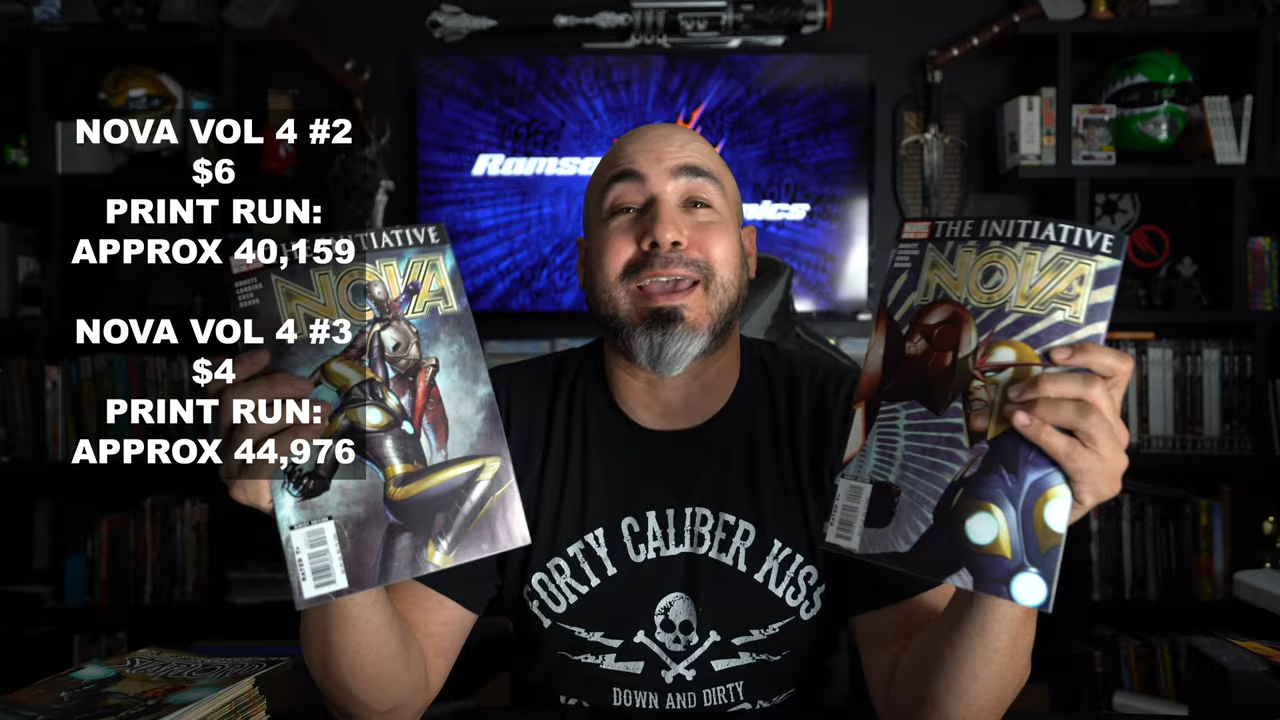 NOVA VOL 4 #2
$6
PRINT RUN:
APPROX 40,159
NOVA VOL 4 #3
$4
PRINT RUN:
APPROX 44,976
INITIATIVE
NOVA
THE INITIATIVE
NOVA
FORTY CALIBER KISS
DOWN AND DIRTY